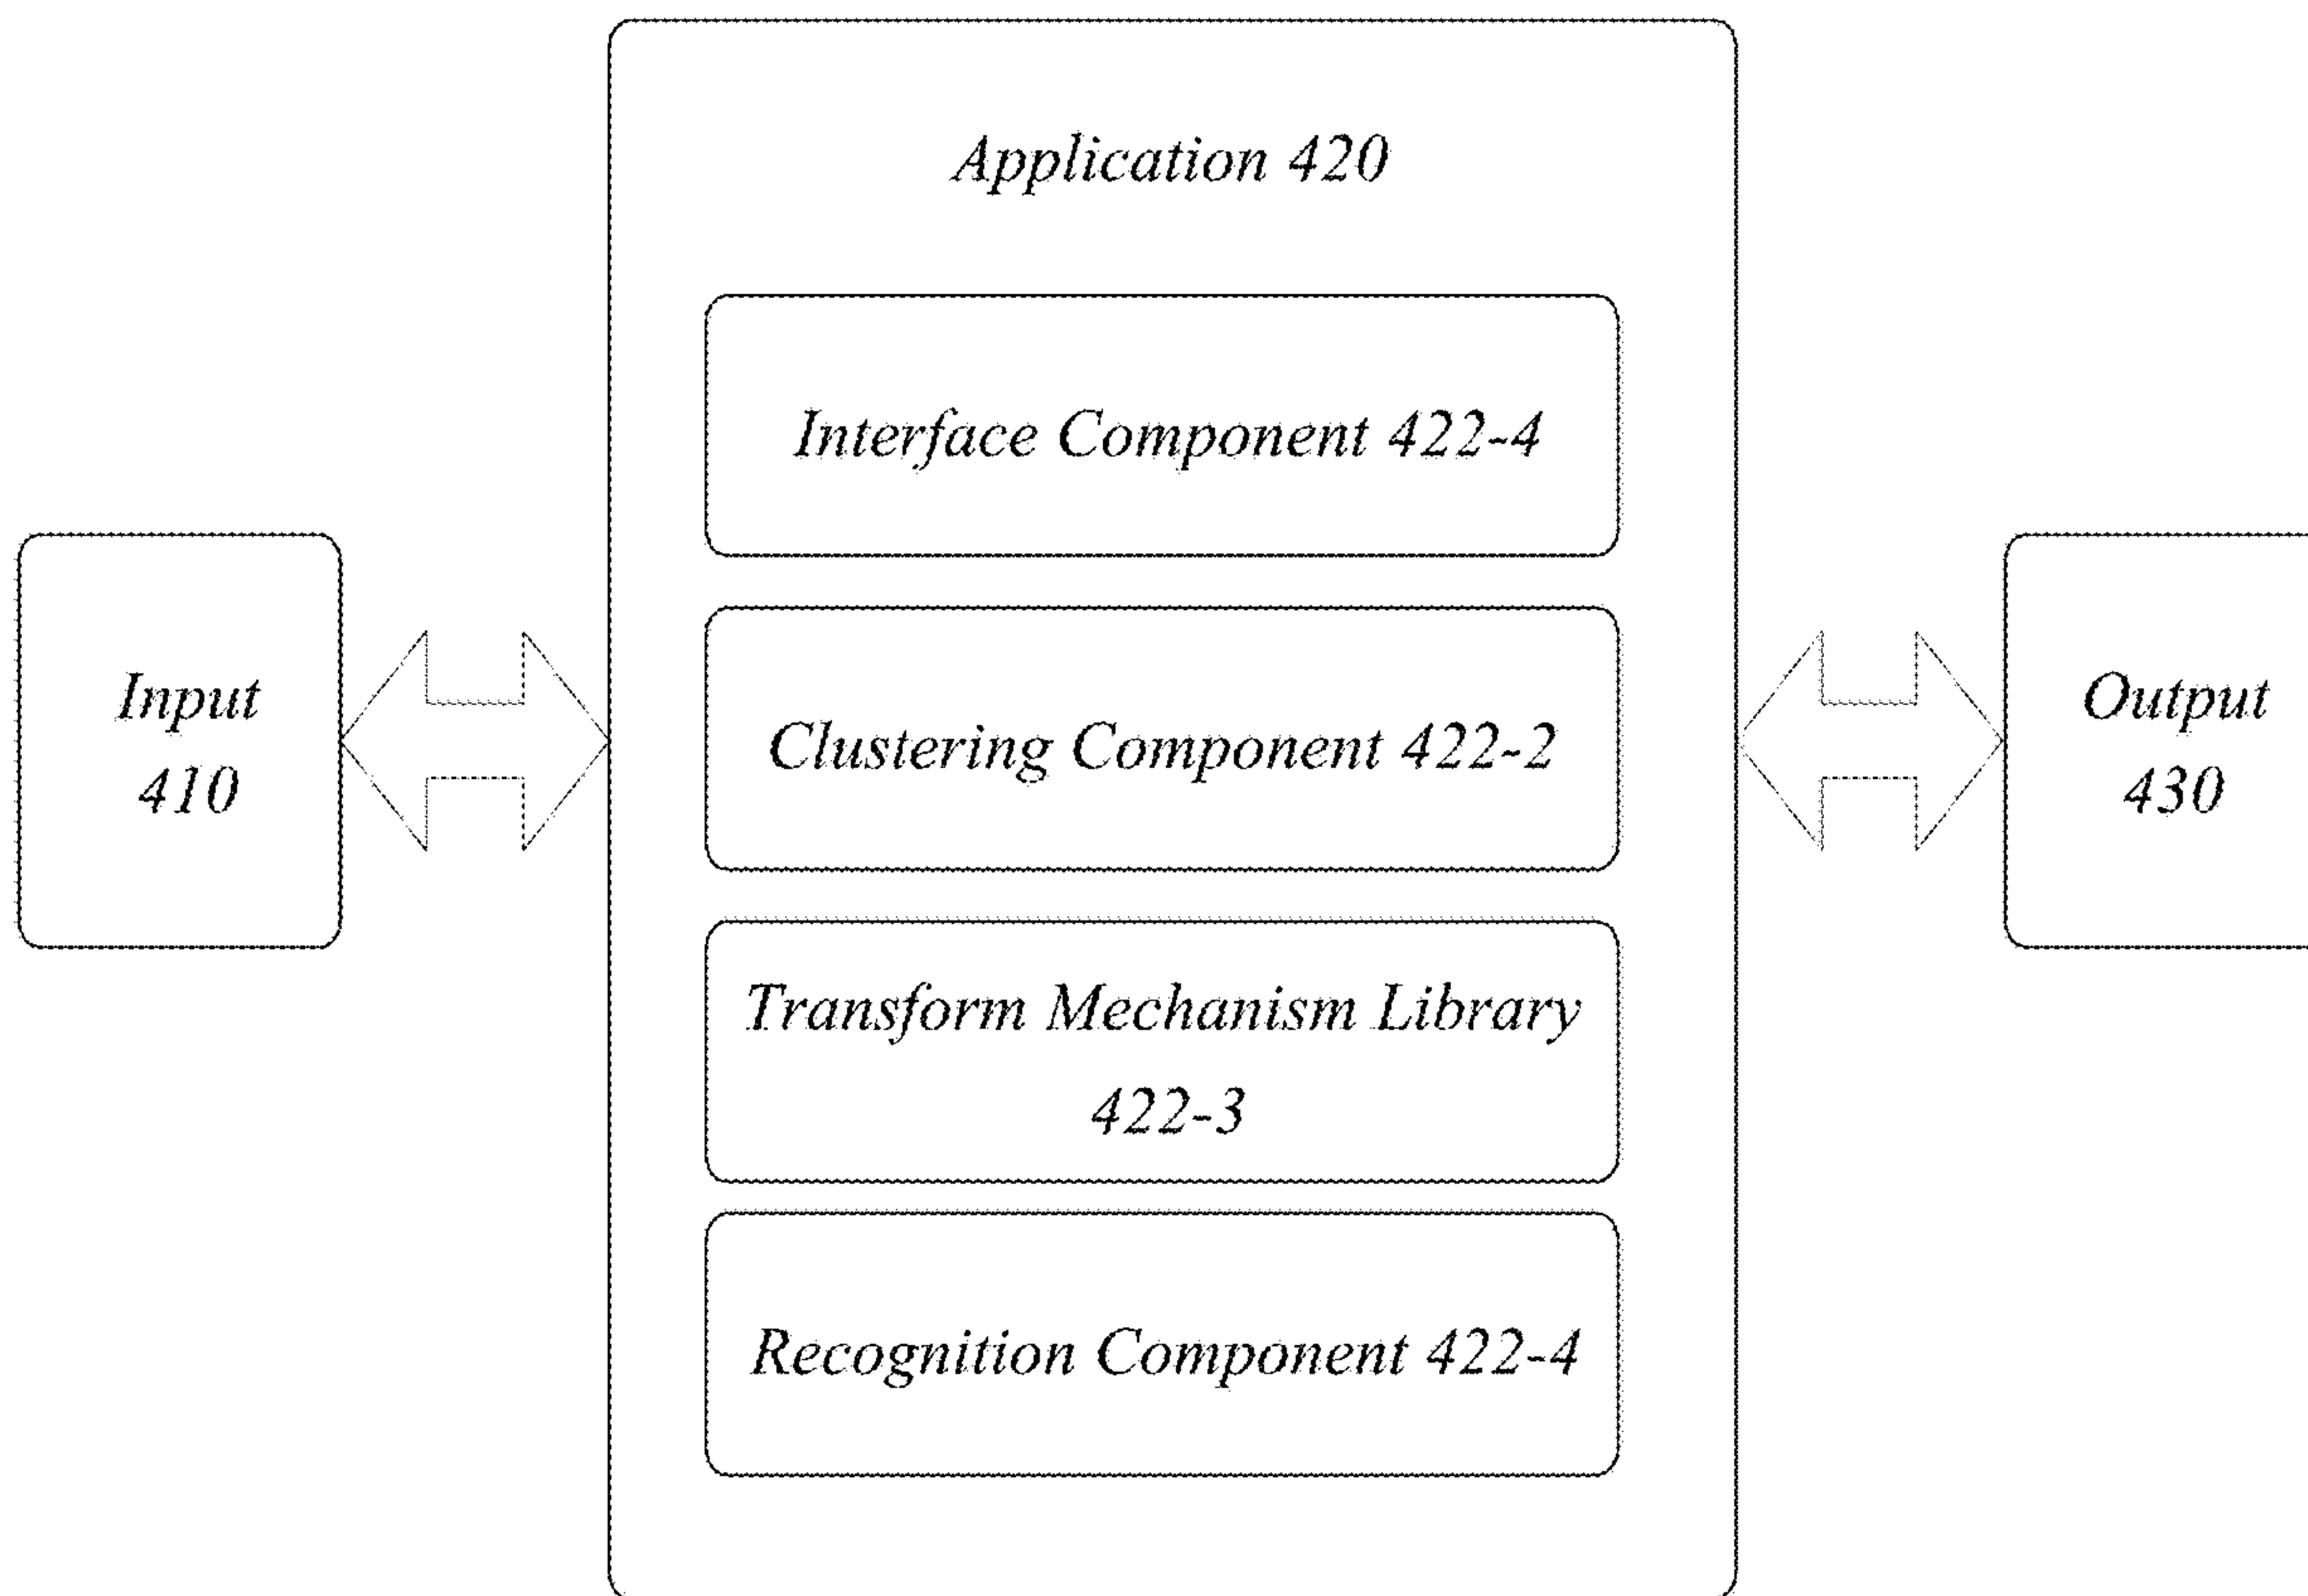 Application 420
Interface Component 422-4
Input
410
Clustering Component 422-2
Output
430
Transform Mechanism Library
422-3
Recognition Component 422-4